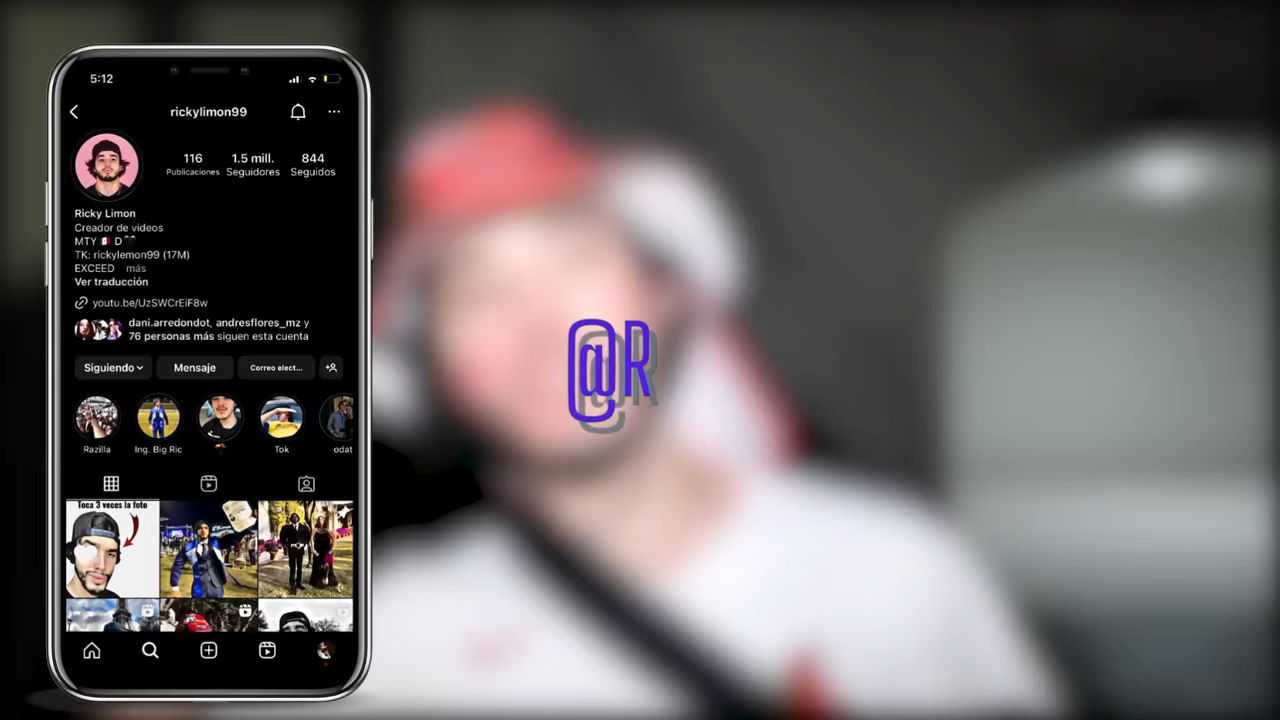 5:12
rickylimon99
116
Publicaciones
1.5 mill.
Seguidores
844
Seguidos
Ricky Limon
Creador de videos
MTY 🇲🇽 D🖤
TK: rickylemon99 (17M)
EXCEED más
Ver traducción
youtu.be/UzSWCrEiF8w
dani.arredondot, andresflores_mz y
76 personas más siguen esta cuenta
Siguiendo
Mensaje
Correo elect...
Razilla
Ing. Big Ric
Tok
odat
Toca 3 veces la foto
@R